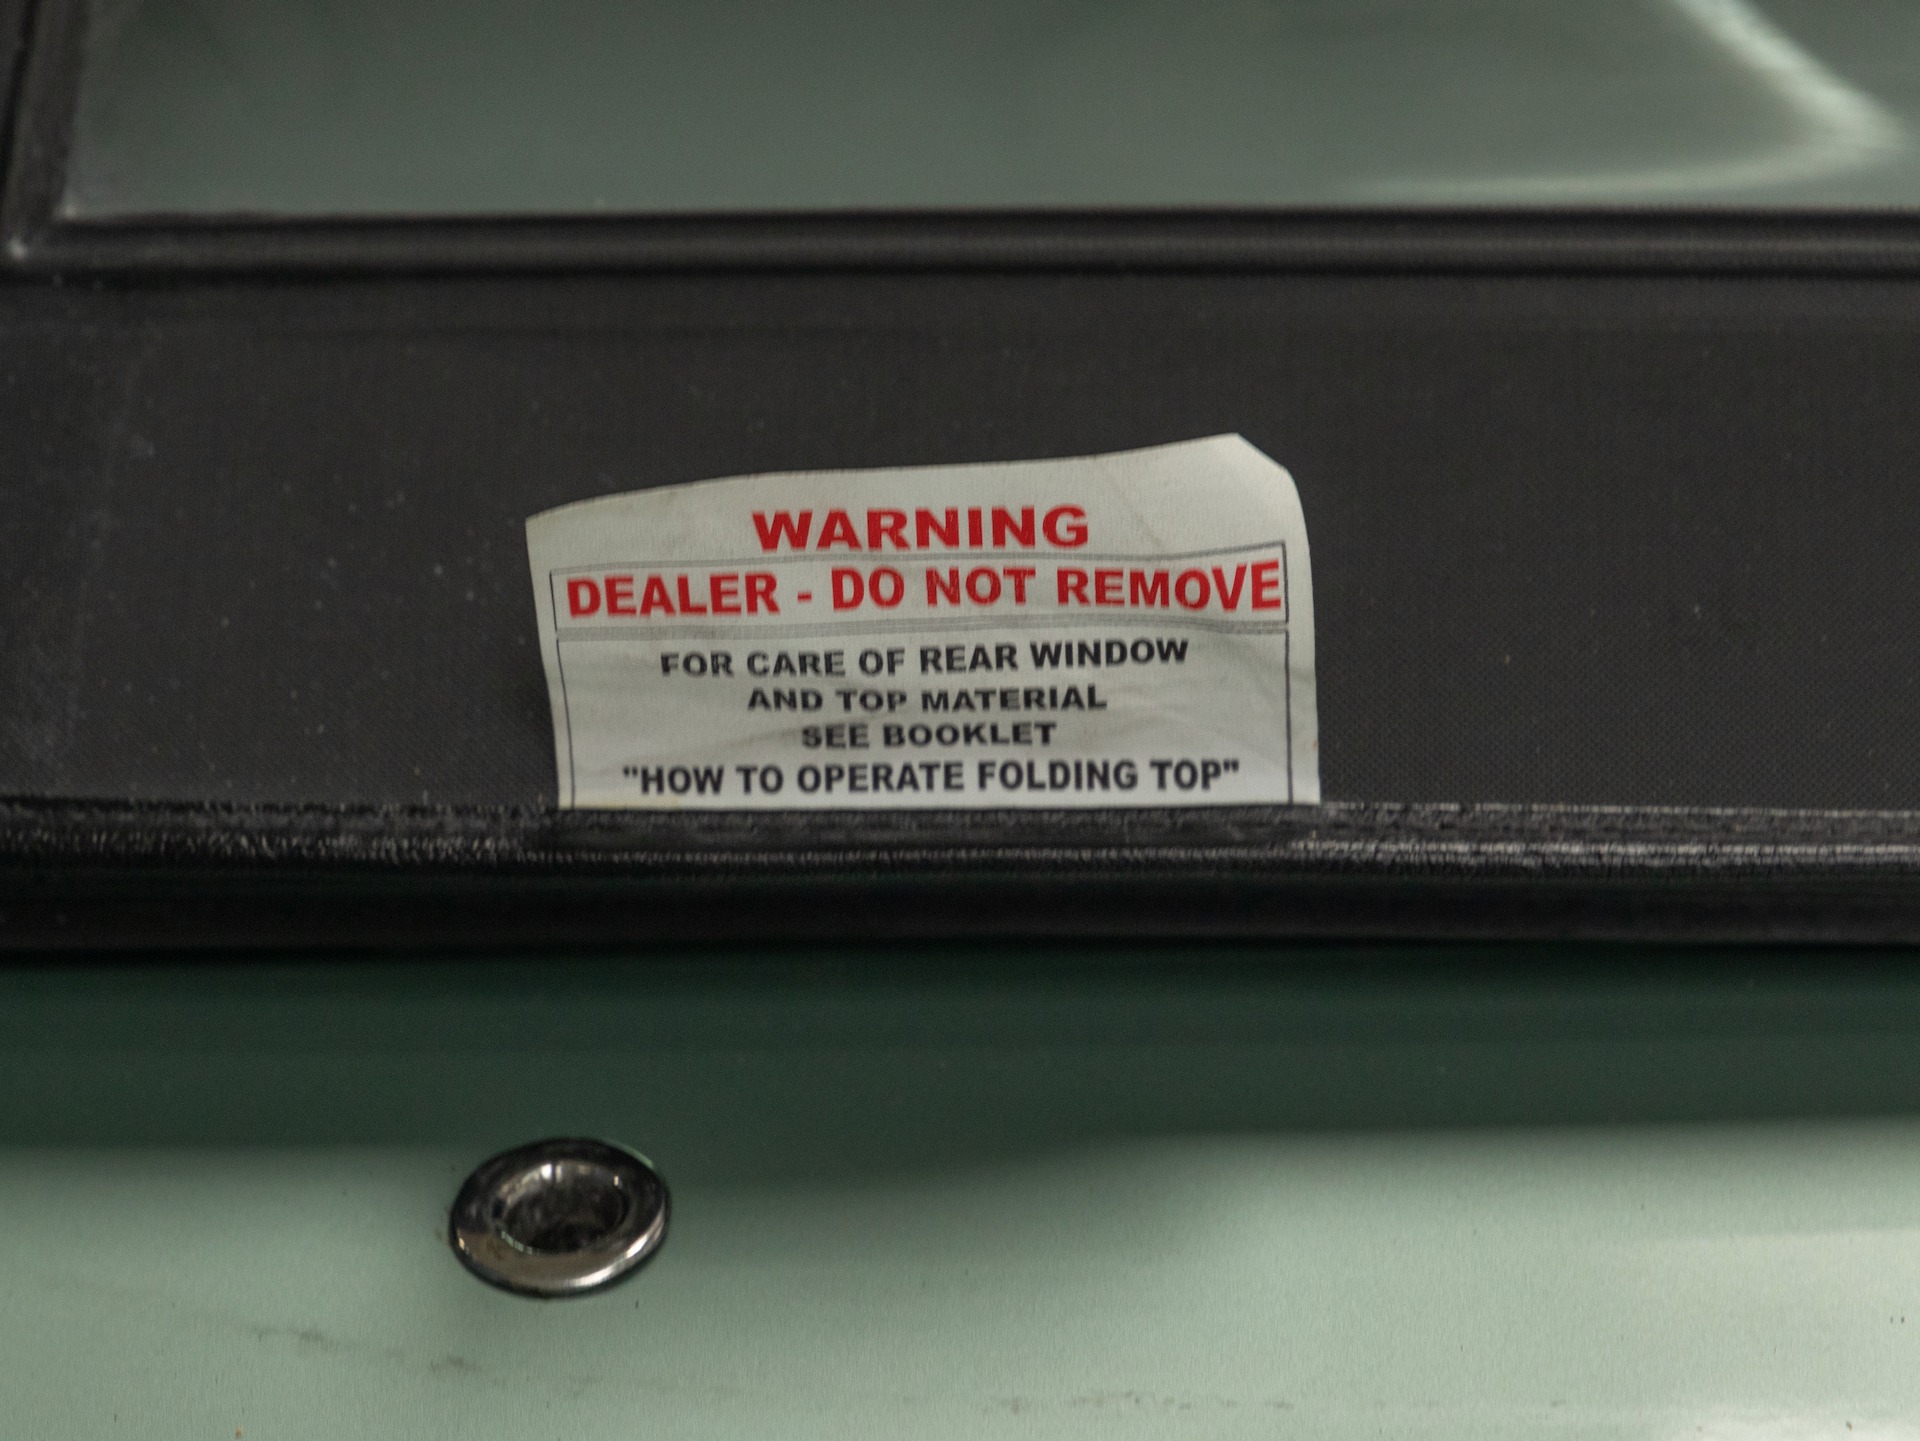 WARNING
DEALER - DO NOT REMOVE
FOR CARE OF REAR WINDOW
AND TOP MATERIAL
SEE BOOKLET
"HOW TO OPERATE FOLDING TOP"